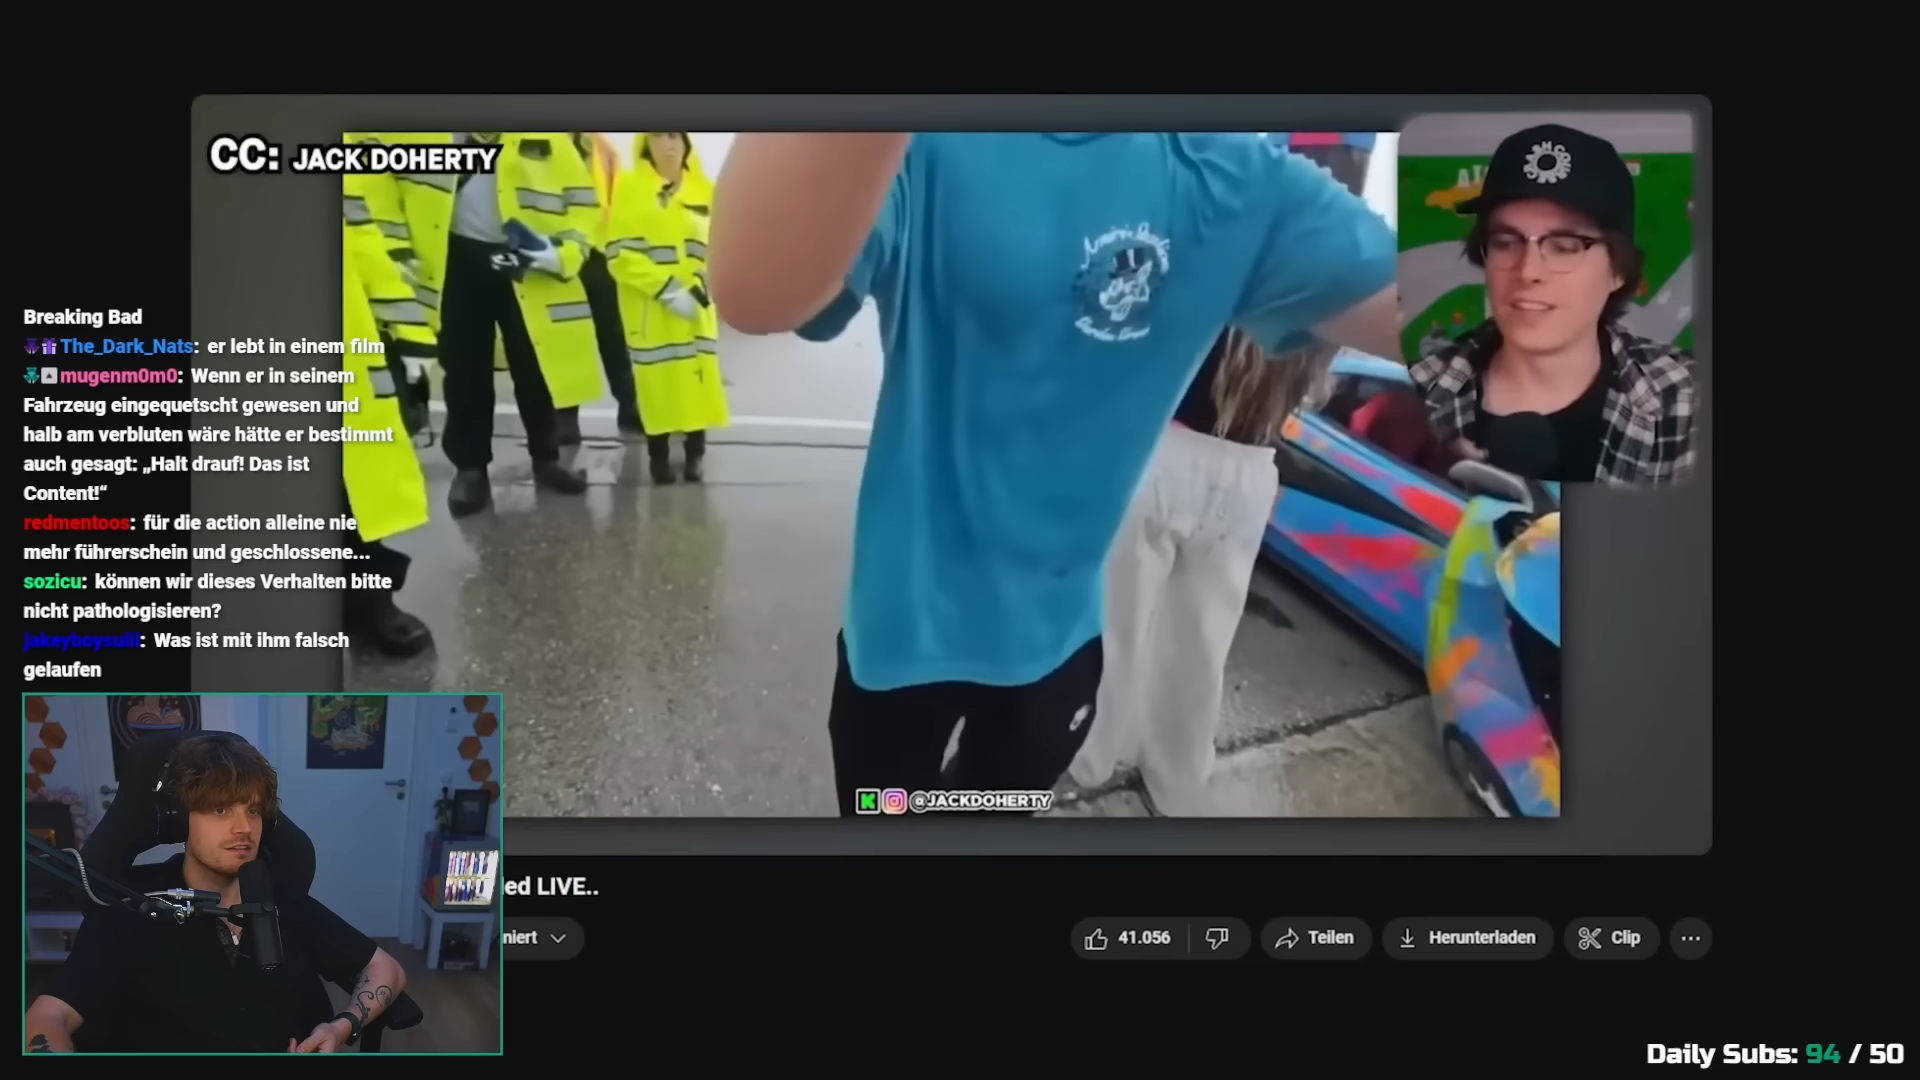 CC: JACK DOHERTY
Breaking Bad
The_Dark_Nats: er lebt in einem film
mugenm0m0: Wenn er in seinem
Fahrzeug eingequetscht gewesen und
halb am verbluten wäre hätte er bestimmt
auch gesagt: „Halt drauf! Das ist
Content!“
redmentoos: für die action alleine nie
mehr führerschein und geschlossene...
sozicu: können wir dieses Verhalten bitte
nicht pathologisieren?
Was ist mit ihm falsch
gelaufen
@JACKDOHERTY
led LIVE..
niert
41.056
Teilen
Herunterladen
Clip
Daily Subs: 94 / 50